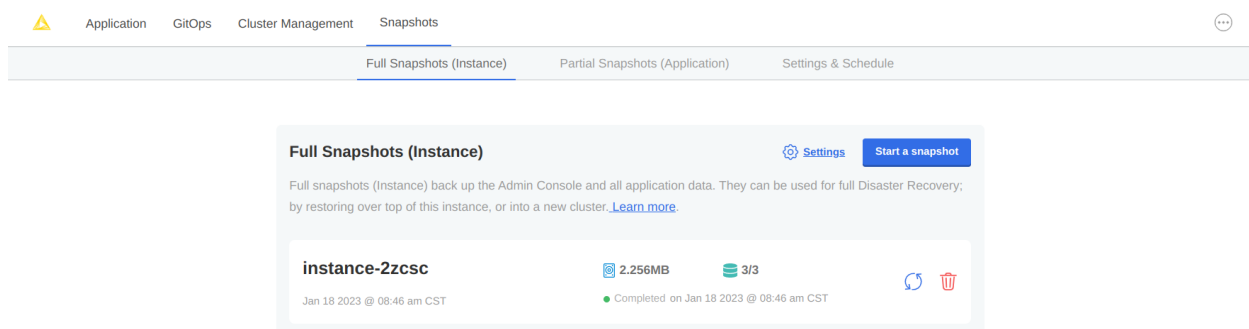 Application GitOps Cluster Management Snapshots
Full Snapshots (Instance) Partial Snapshots (Application) Settings & Schedule
Full Snapshots (Instance) Settings Start a snapshot
Full snapshots (Instance) back up the Admin Console and all application data. They can be used for full Disaster Recovery;
by restoring over top of this instance, or into a new cluster. Learn more.
instance-2zcsc 2.256MB 3/3
Jan 18 2023 @ 08:46 am CST Completed on Jan 18 2023 @ 08:46 am CST